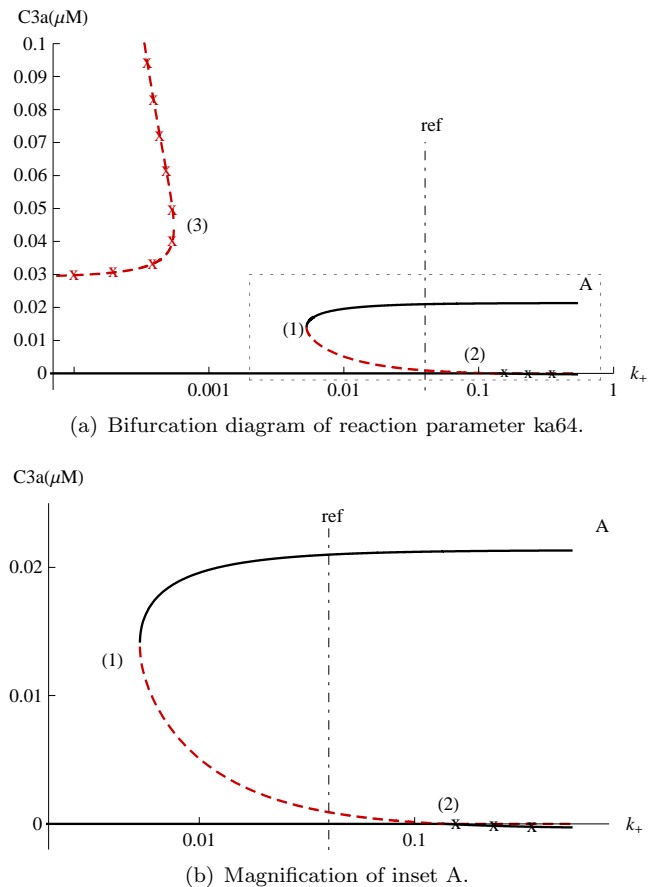 C3a(μM)
0.1
0.09
0.08
0.07
0.06
0.05
0.04
0.03
0.02
0.01
0
ref
(3)
A
(1)
(2)
0.001 0.01 0.1 1
k+
(a) Bifurcation diagram of reaction parameter ka64.
C3a(μM)
ref
A
0.02
(1)
0.01
(2)
0
0.01 0.1
k+
(b) Magnification of inset A.